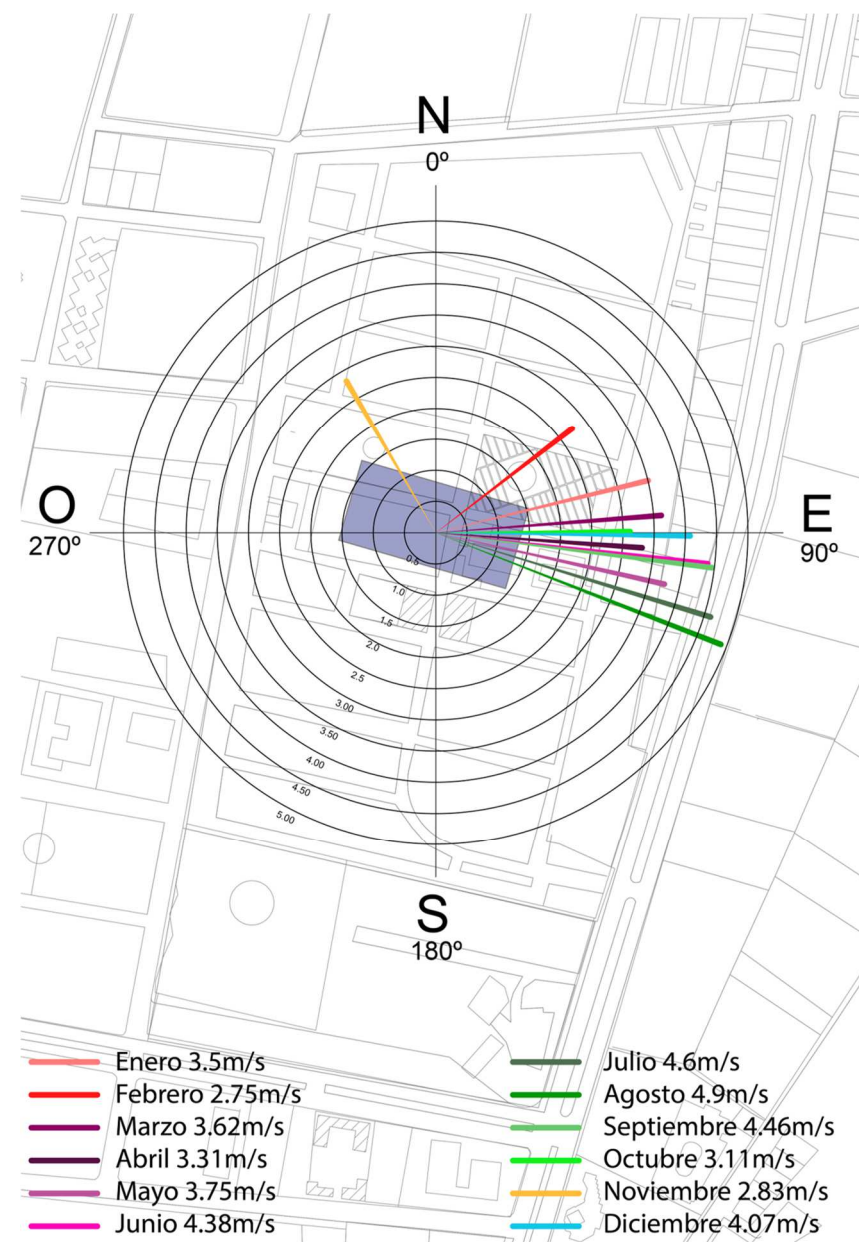 N
0º
O
270º
E
90º
0.5
1.0
1.5
2.0
2.5
3.00
3.50
4.00
4.50
5.00
S
180º
Enero 3.5m/s
Febrero 2.75m/s
Marzo 3.62m/s
Abril 3.31m/s
Mayo 3.75m/s
Junio 4.38m/s
Julio 4.6m/s
Agosto 4.9m/s
Septiembre 4.46m/s
Octubre 3.11m/s
Noviembre 2.83m/s
Diciembre 4.07m/s